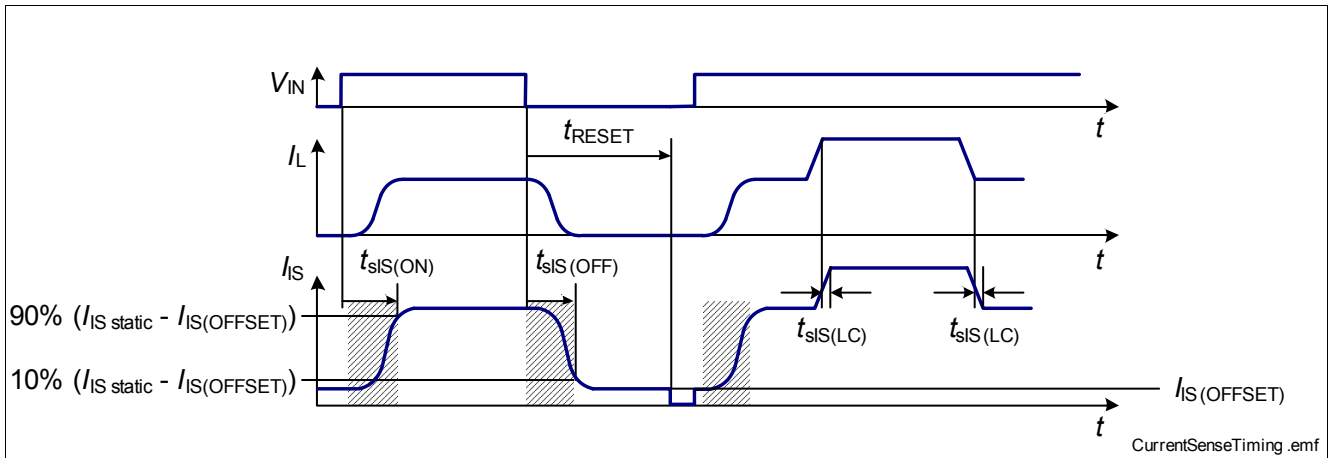 VIN
t
tRESET
IL
t
IIS
tsIS(ON)
tsIS(OFF)
90% (IIS static - IIS(OFFSET))
tsIS(LC)
tsIS(LC)
10% (IIS static - IIS(OFFSET))
IIS(OFFSET)
t
CurrentSenseTiming .emf